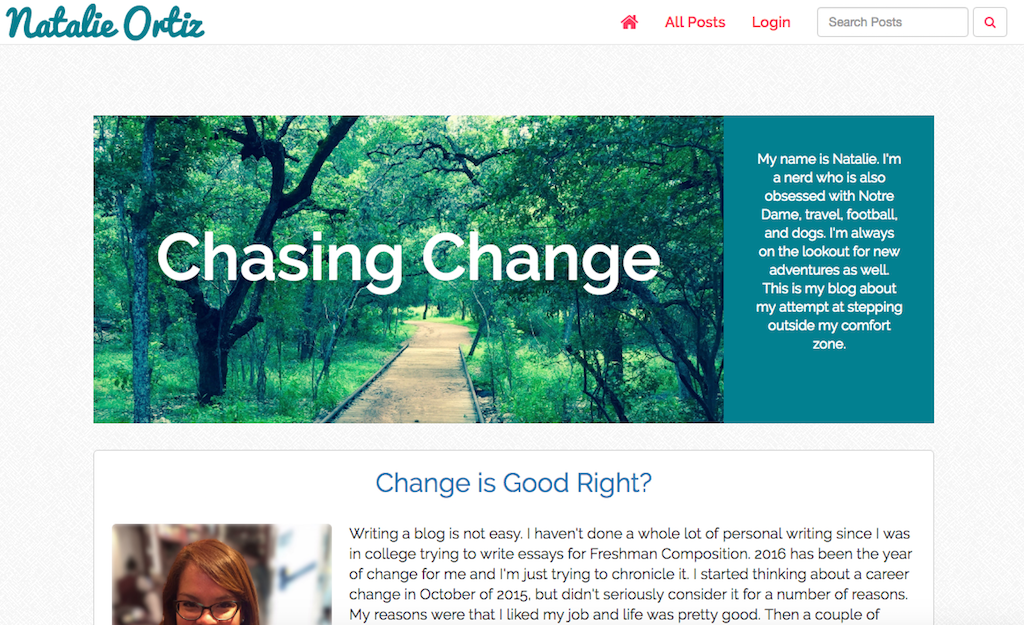 Natalie Ortiz
All Posts Login Search Posts
Chasing Change
My name is Natalie. I'm
a nerd who is also
obsessed with Notre
Dame, travel, football,
and dogs. I'm always
on the lookout for new
adventures as well.
This is my blog about
my attempt at stepping
outside my comfort
zone.
Change is Good Right?
Writing a blog is not easy. I haven't done a whole lot of personal writing since I was
in college trying to write essays for Freshman Composition. 2016 has been the year
of change for me and I'm just trying to chronicle it. I started thinking about a career
change in October of 2015, but didn't seriously consider it for a number of reasons.
My reasons were that I liked my job and life was pretty good. Then a couple of